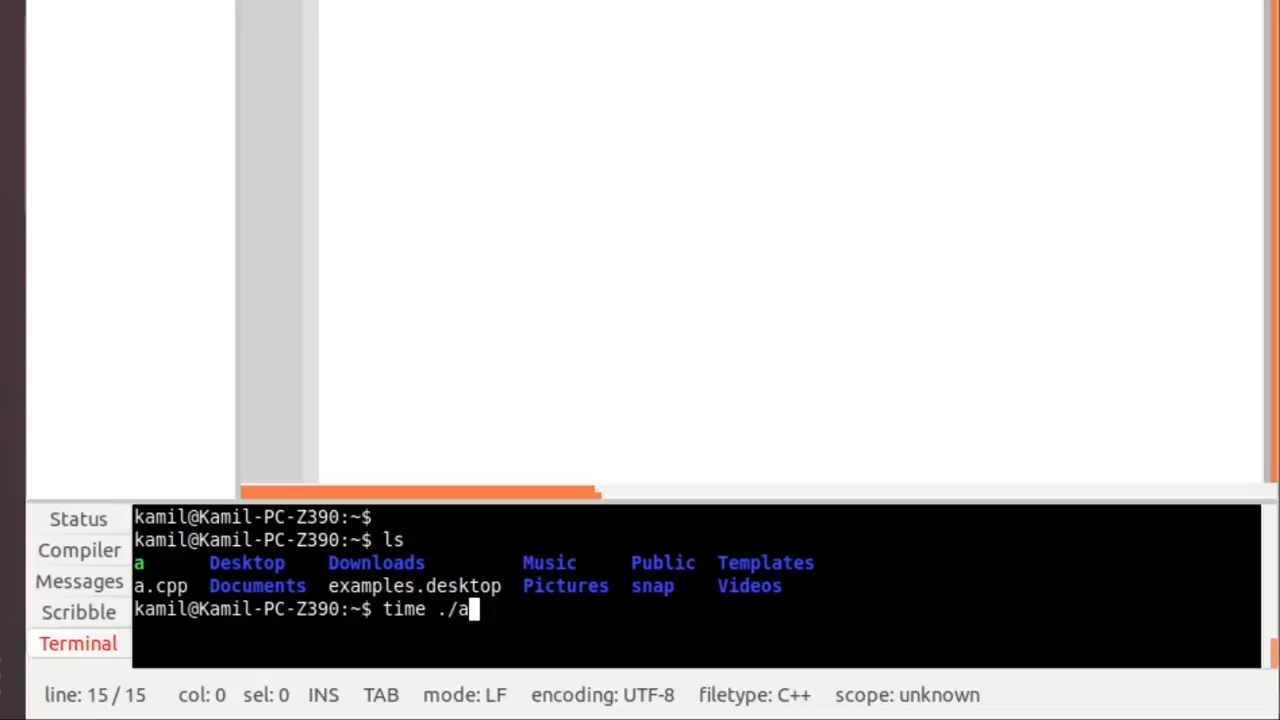 Status
Compiler
Messages
Scribble
Terminal
kamil@Kamil-PC-Z390:~$
kamil@Kamil-PC-Z390:~$ ls
a Desktop Downloads Music Public Templates
a.cpp Documents examples.desktop Pictures snap Videos
kamil@Kamil-PC-Z390:~$ time ./a
line: 15 / 15 col: 0 sel: 0 INS TAB mode: LF encoding: UTF-8 filetype: C++ scope: unknown